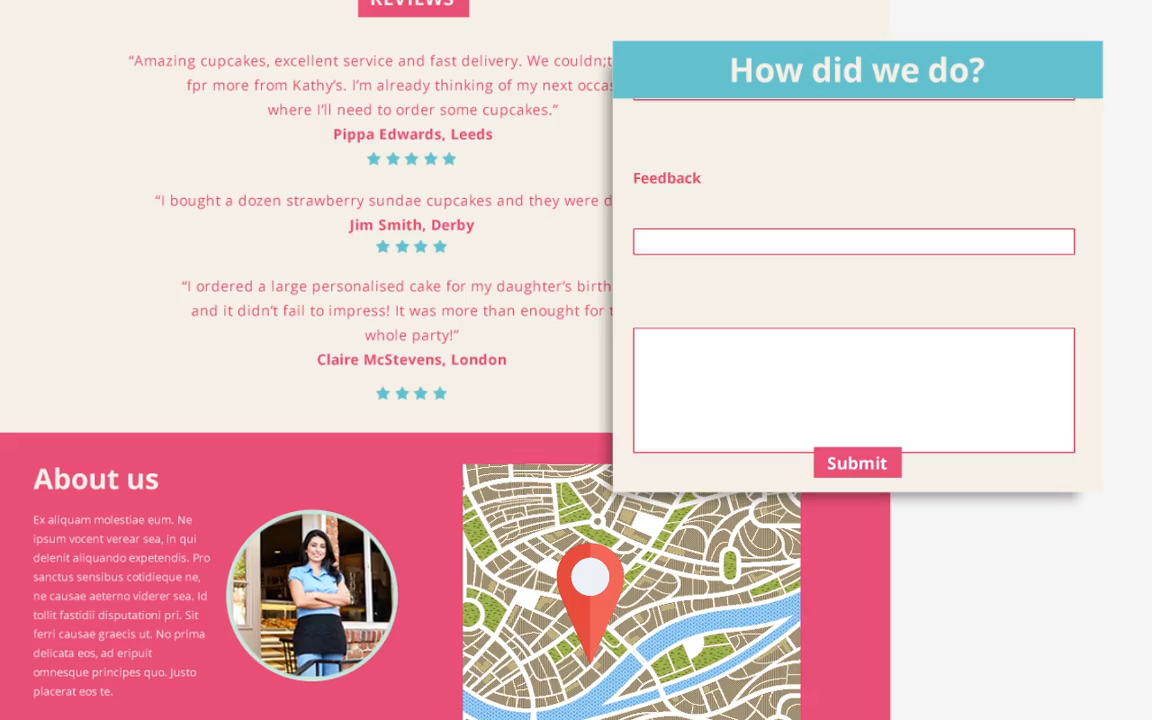 REVIEWS
“Amazing cupcakes, excellent service and fast delivery. We couldn;t
fpr more from Kathy’s. I’m already thinking of my next occas
where I’ll need to order some cupcakes.”
Pippa Edwards, Leeds
“I bought a dozen strawberry sundae cupcakes and they were d
Jim Smith, Derby
“I ordered a large personalised cake for my daughter’s birth
and it didn’t fail to impress! It was more than enought for t
whole party!”
Claire McStevens, London
How did we do?
Feedback
Submit
About us
Ex aliquam molestiae eum. Ne
ipsum vocent verear sea, in qui
delenit aliquando expetendis. Pro
sanctus sensibus cotidieque ne,
ne causae aeterno viderer sea. Id
tollit fastidii disputationi pri. Sit
ferri causae graecis ut. No prima
delicata eos, ad eripuit
omnesque principes quo. Justo
placerat eos te.